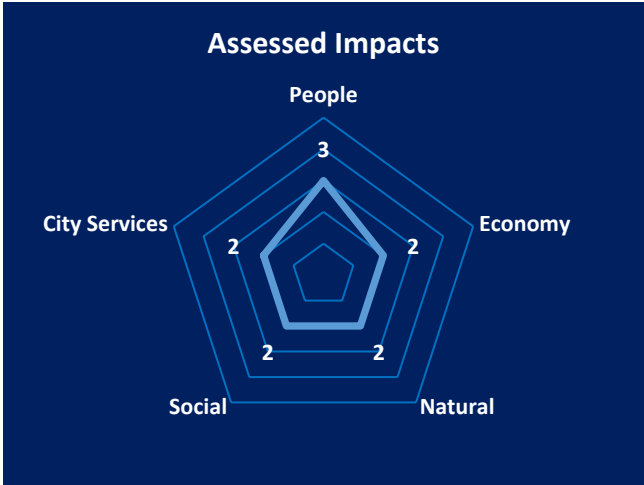 Assessed Impacts
People
3
City Services
2
2
Economy
2
2
Social
Natural